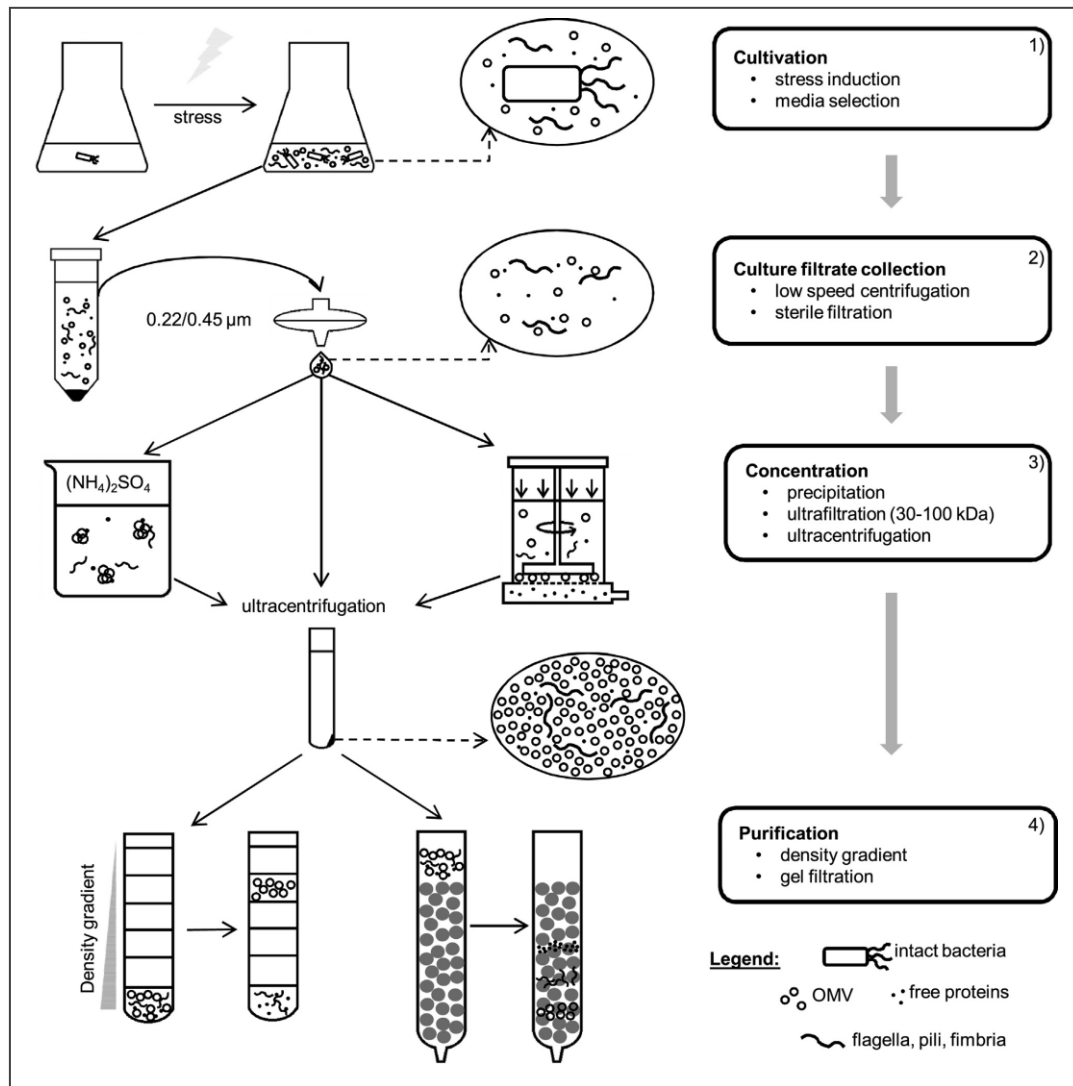 stress
1)
Cultivation
• stress induction
• media selection
0.22/0.45 µm
2)
Culture filtrate collection
• low speed centrifugation
• sterile filtration
(NH₄)₂SO₄
3)
Concentration
• precipitation
• ultrafiltration (30-100 kDa)
• ultracentrifugation
ultracentrifugation
Density gradient
4)
Purification
• density gradient
• gel filtration
Legend:
intact bacteria
OMV
free proteins
flagella, pili, fimbria